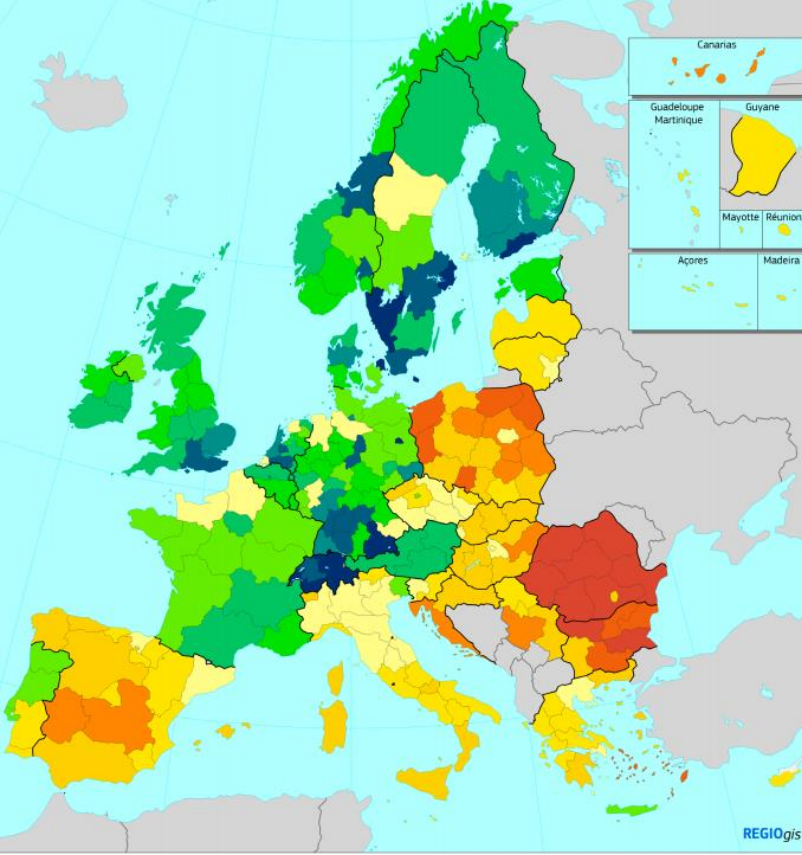 Canarias
Guadeloupe
Martinique
Guyane
Mayotte
Réunion
Açores
Madeira
REGIOgis